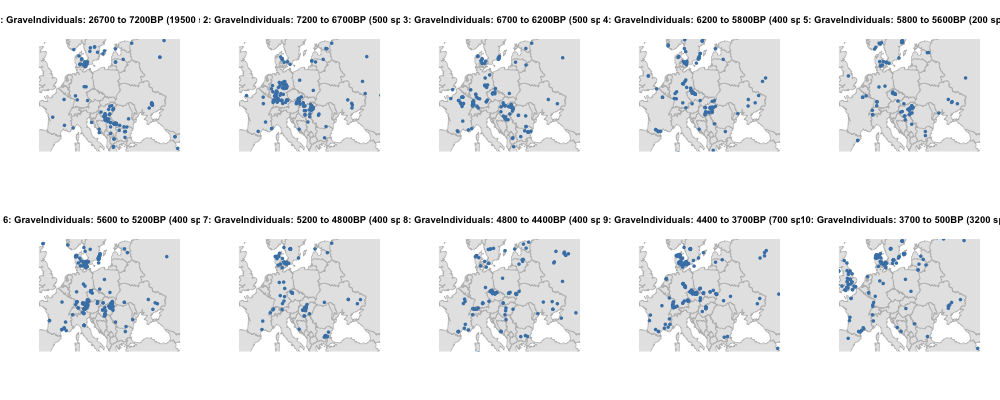 : GraveIndividuals: 26700 to 7200BP (19500
2: GraveIndividuals: 7200 to 6700BP (500 sp
3: GraveIndividuals: 6700 to 6200BP (500 sp
4: GraveIndividuals: 6200 to 5800BP (400 sp
5: GraveIndividuals: 5800 to 5600BP (200 sp
6: GraveIndividuals: 5600 to 5200BP (400 sp
7: GraveIndividuals: 5200 to 4800BP (400 sp
8: GraveIndividuals: 4800 to 4400BP (400 sp
9: GraveIndividuals: 4400 to 3700BP (700 sp
10: GraveIndividuals: 3700 to 500BP (3200 sp